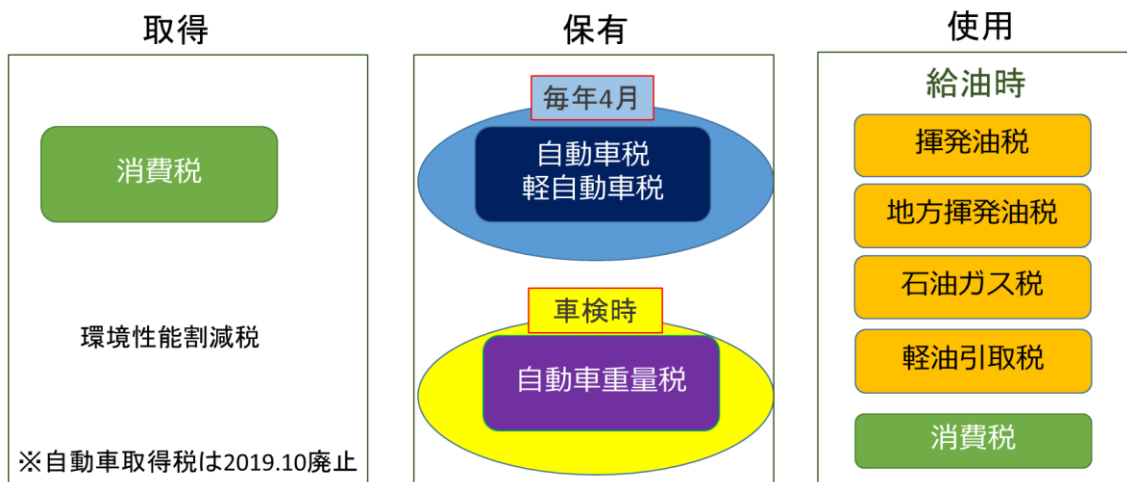 取得
消費税
環境性能割減税
※自動車取得税は2019.10廃止
保有
毎年4月
自動車税
軽自動車税
車検時
自動車重量税
使用
給油時
揮発油税
地方揮発油税
石油ガス税
軽油引取税
消費税